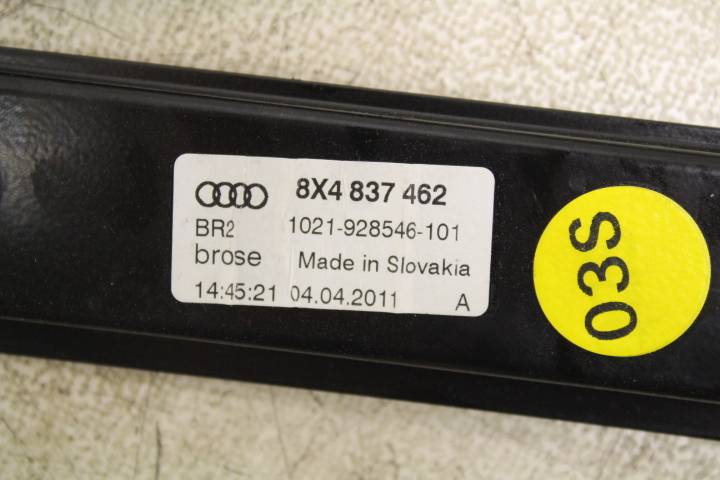 8X4 837 462
BR2 1021-928546-101
brose Made in Slovakia
14:45:21 04.04.2011 A
03S